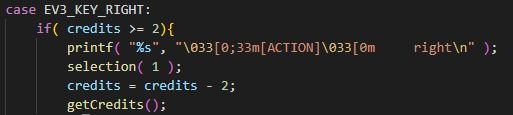 case EV3_KEY_RIGHT:
    if( credits >= 2){
        printf( "%s", "\033[0;33m[ACTION]\033[0m     right\n" );
        selection( 1 );
        credits = credits - 2;
        getCredits();